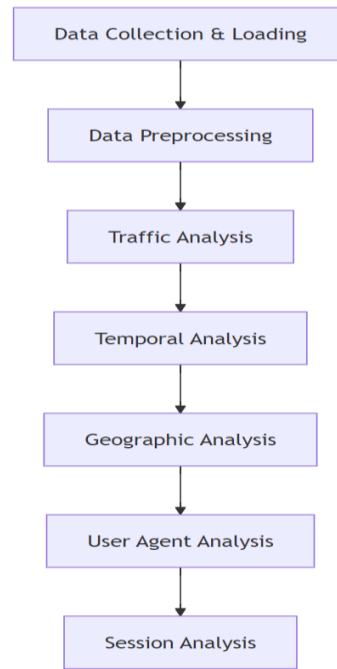 Data Collection & Loading
Data Preprocessing
Traffic Analysis
Temporal Analysis
Geographic Analysis
User Agent Analysis
Session Analysis